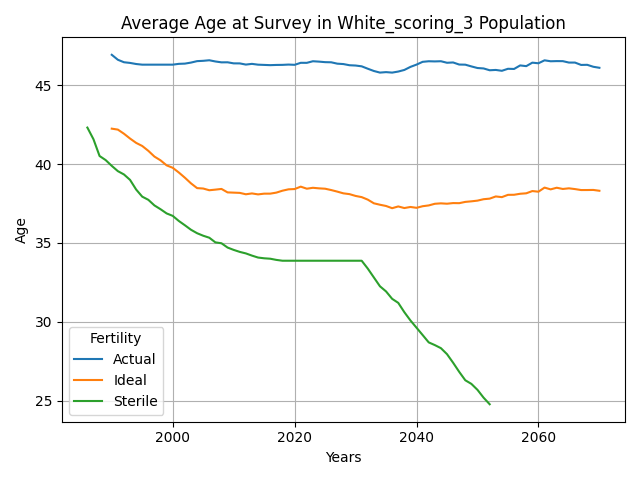 Average Age at Survey in White_scoring_3 Population
Age
45
40
35
30
25
Fertility
Actual
Ideal
Sterile
2000 2020 2040 2060
Years